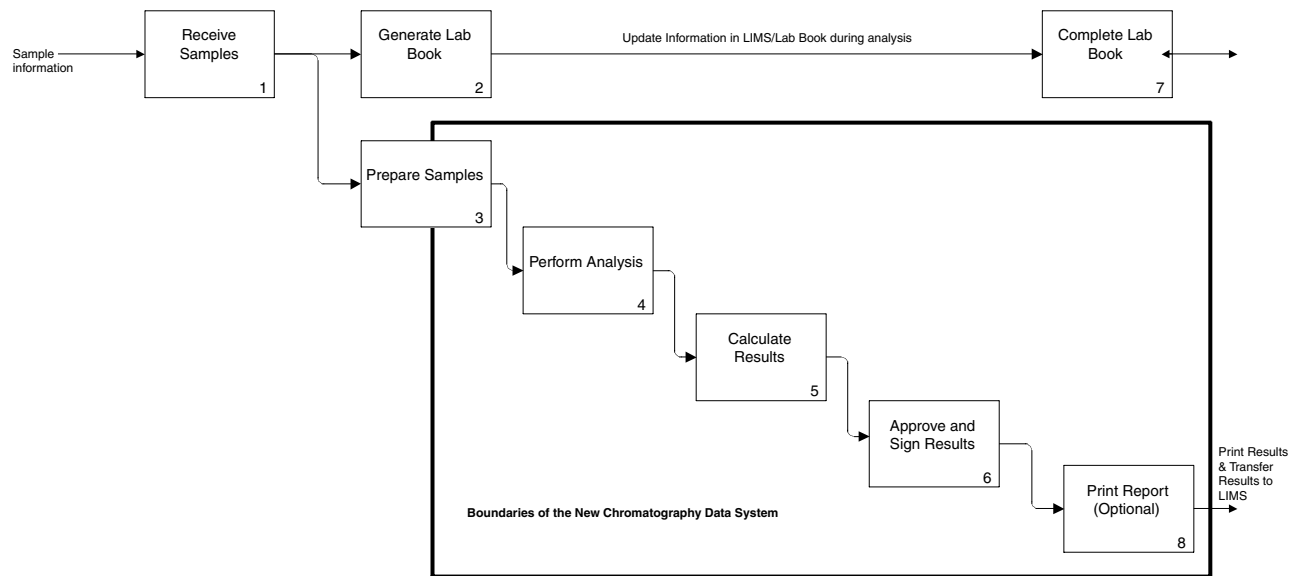 Sample
information
Receive
Samples
1
Generate Lab
Book
2
Update Information in LIMS/Lab Book during analysis
Complete Lab
Book
7
Prepare Samples
3
Perform Analysis
4
Calculate
Results
5
Approve and
Sign Results
6
Print Report
(Optional)
8
Print Results
& Transfer
Results to
LIMS
Boundaries of the New Chromatography Data System